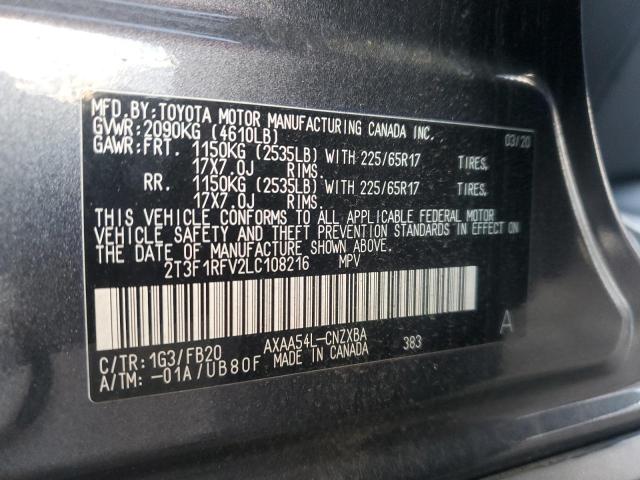 MFD. BY: TOYOTA MOTOR MANUFACTURING CANADA INC.
GVWR: 2090KG (4610LB) 03/20
GAWR: FRT. 1150KG (2535LB) WITH 225/65R17 TIRES,
17X7.0J RIMS.
RR. 1150KG (2535LB) WITH 225/65R17 TIRES,
17X7.0J RIMS.
THIS VEHICLE CONFORMS TO ALL APPLICABLE FEDERAL MOTOR
VEHICLE SAFETY AND THEFT PREVENTION STANDARDS IN EFFECT ON THE
DATE OF MANUFACTURE SHOWN ABOVE.
2T3F1RFV2LC108216 MPV
A
C/TR: 1G3/FB20 AXAA54L-CNZXBA 383
A/TM: -01A/UB80F MADE IN CANADA